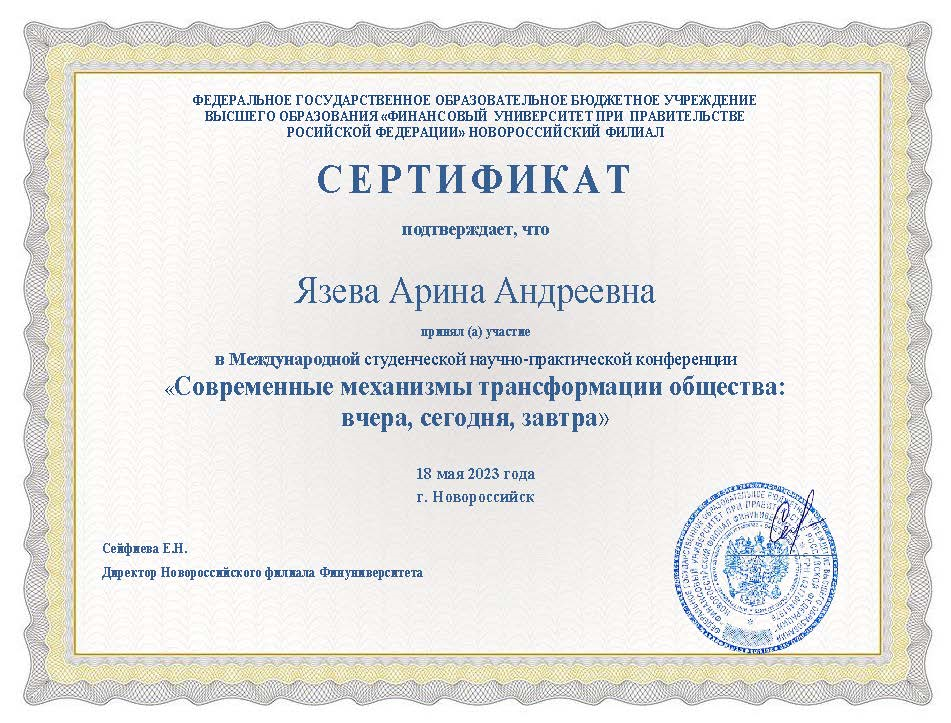 ФЕДЕРАЛЬНОЕ ГОСУДАРСТВЕННОЕ ОБРАЗОВАТЕЛЬНОЕ БЮДЖЕТНОЕ УЧРЕЖДЕНИЕ
ВЫСШЕГО ОБРАЗОВАНИЯ «ФИНАНСОВЫЙ УНИВЕРСИТЕТ ПРИ ПРАВИТЕЛЬСТВЕ
РОСИЙСКОЙ ФЕДЕРАЦИИ» НОВОРОССИЙСКИЙ ФИЛИАЛ
СЕРТИФИКАТ
подтверждает, что
Язева Арина Андреевна
принял (а) участие
в Международной студенческой научно-практической конференции
«Современные механизмы трансформации общества:
вчера, сегодня, завтра»
18 мая 2023 года
г. Новороссийск
Сейфиева Е.Н.
Директор Новороссийского филиала Финуниверситета